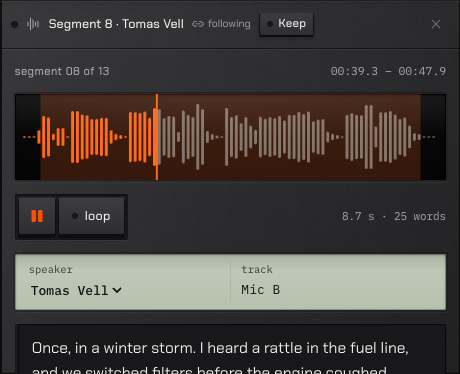 Segment 8 · Tomas Vell following Keep
segment 08 of 13 00:39.3 – 00:47.9
loop 8.7 s · 25 words
speaker track
Tomas Vell Mic B
Once, in a winter storm. I heard a rattle in the fuel line,
and we switched filters before the engine coughed.